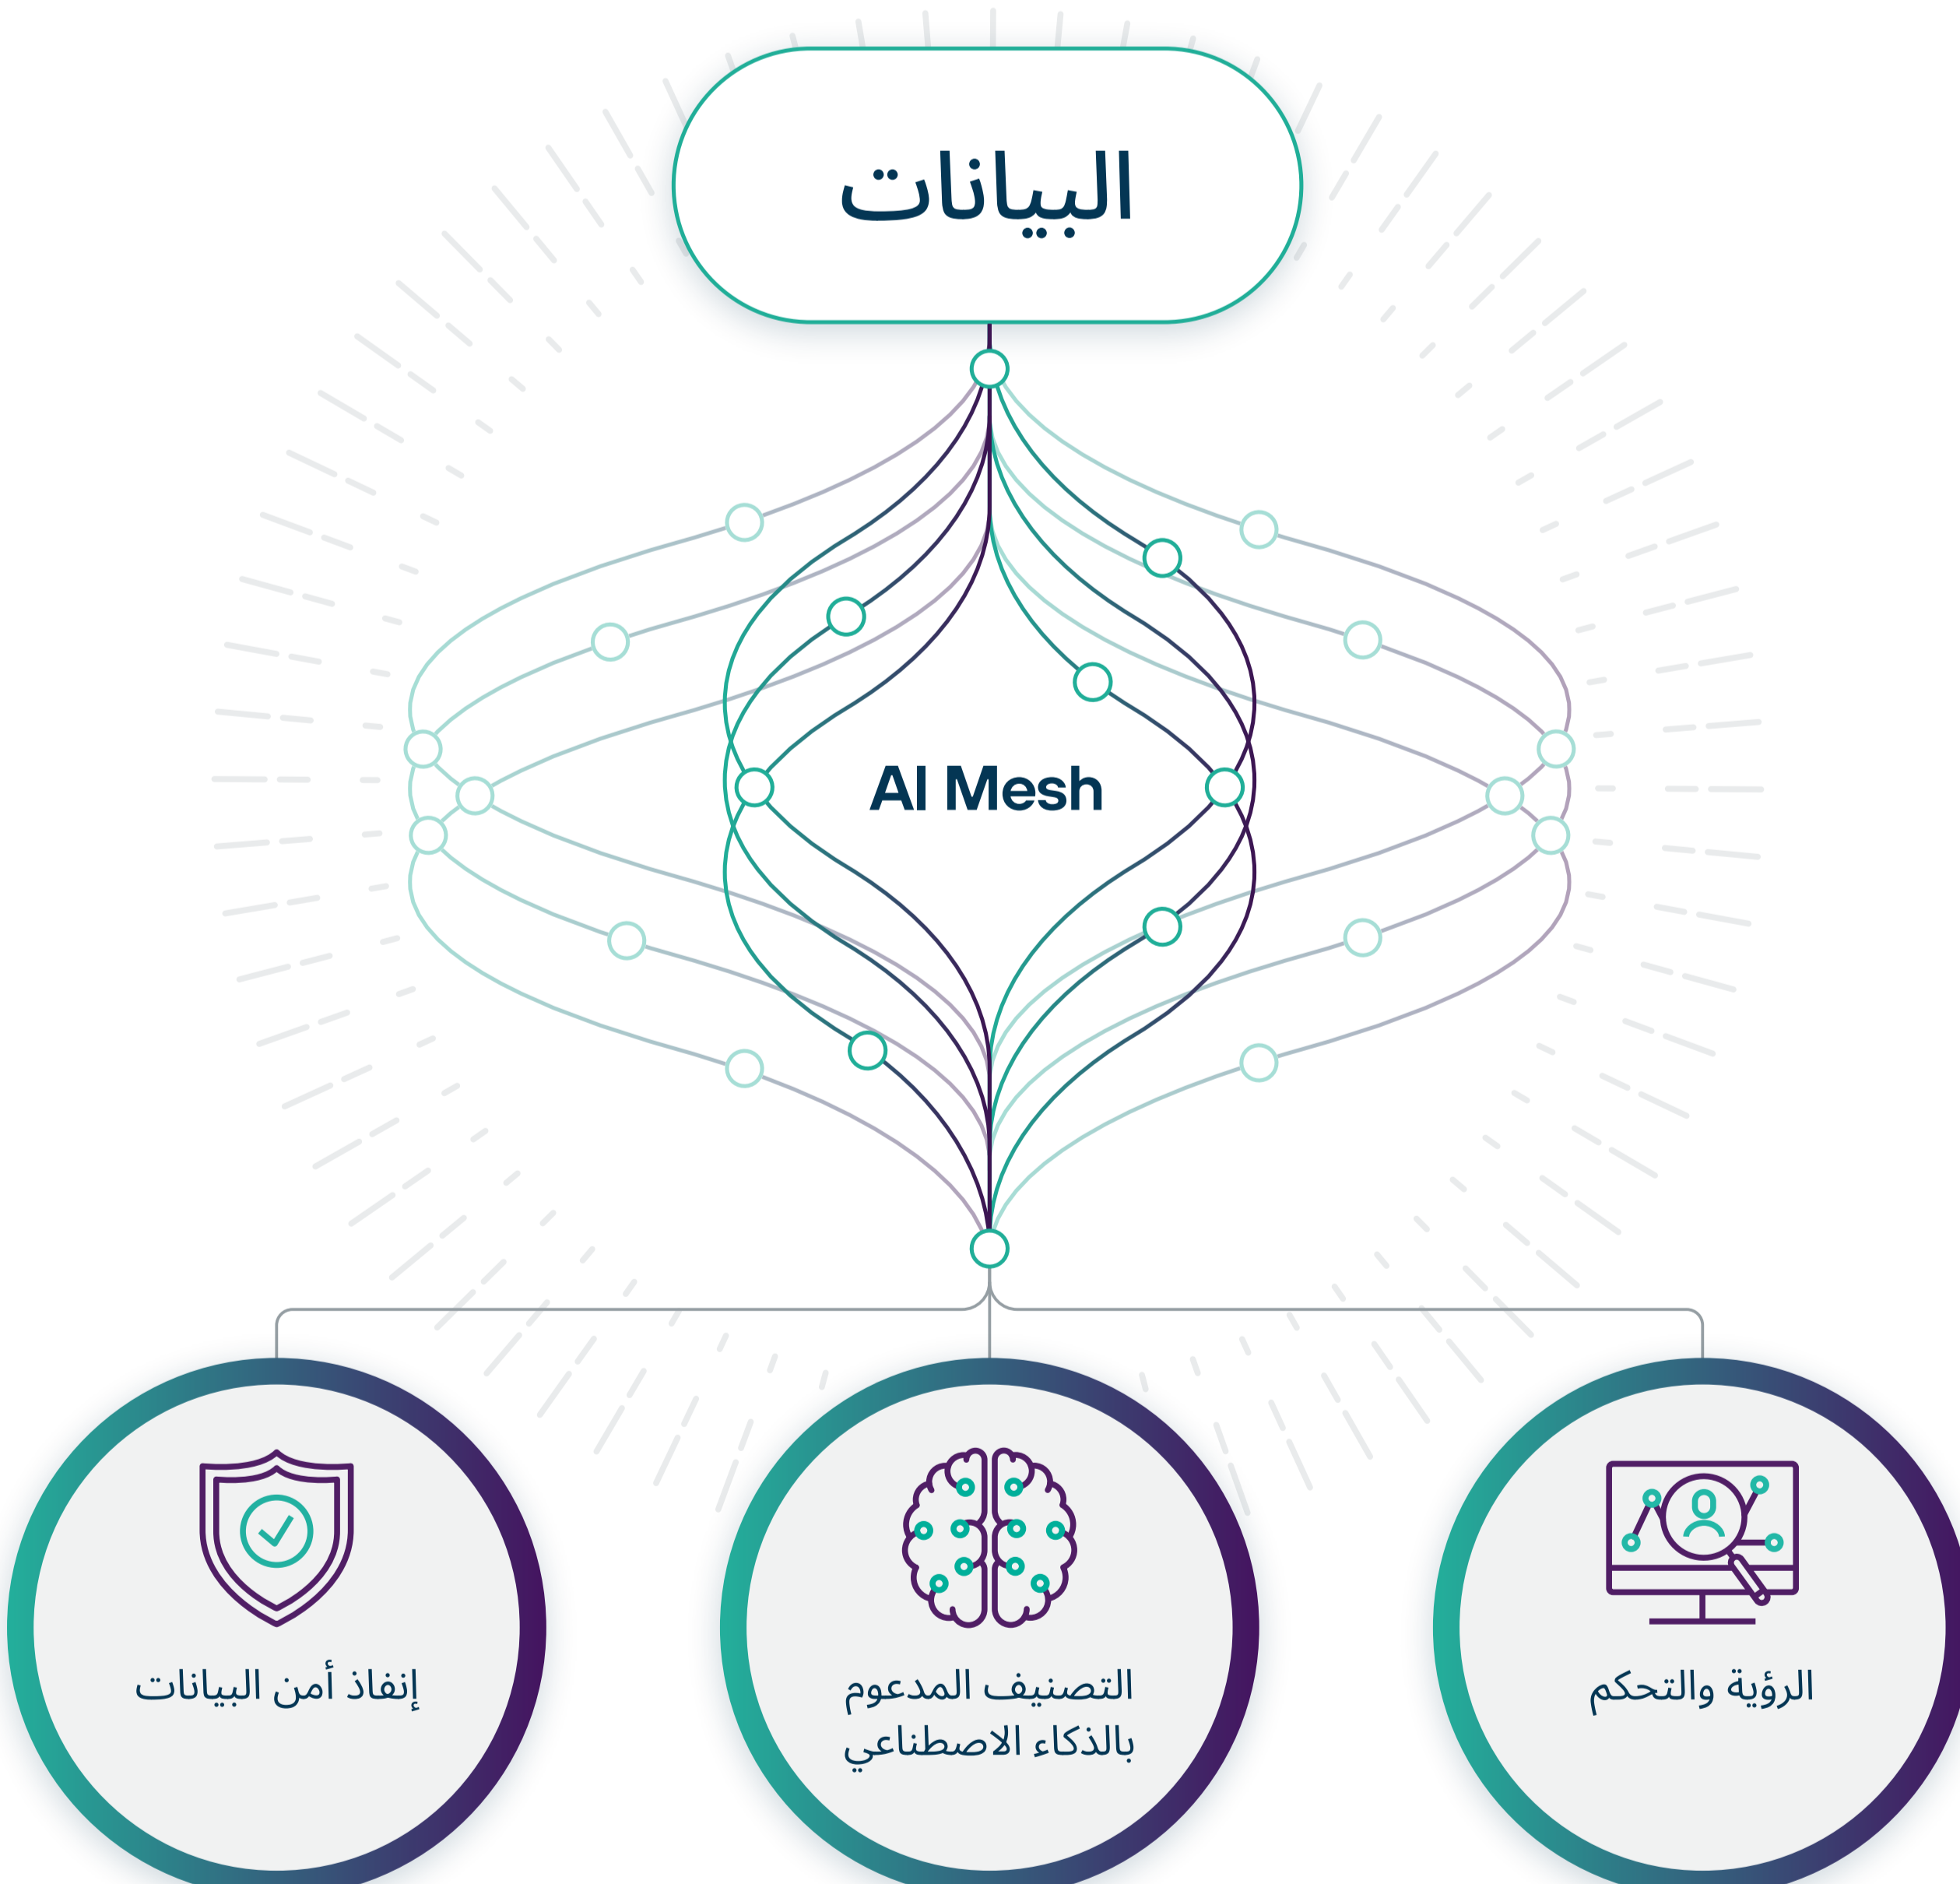 البيانات
AI Mesh
الرؤية والتحكم
التصنيف المدعوم
بالذكاء الاصطناعي
إنفاذ أمن البيانات